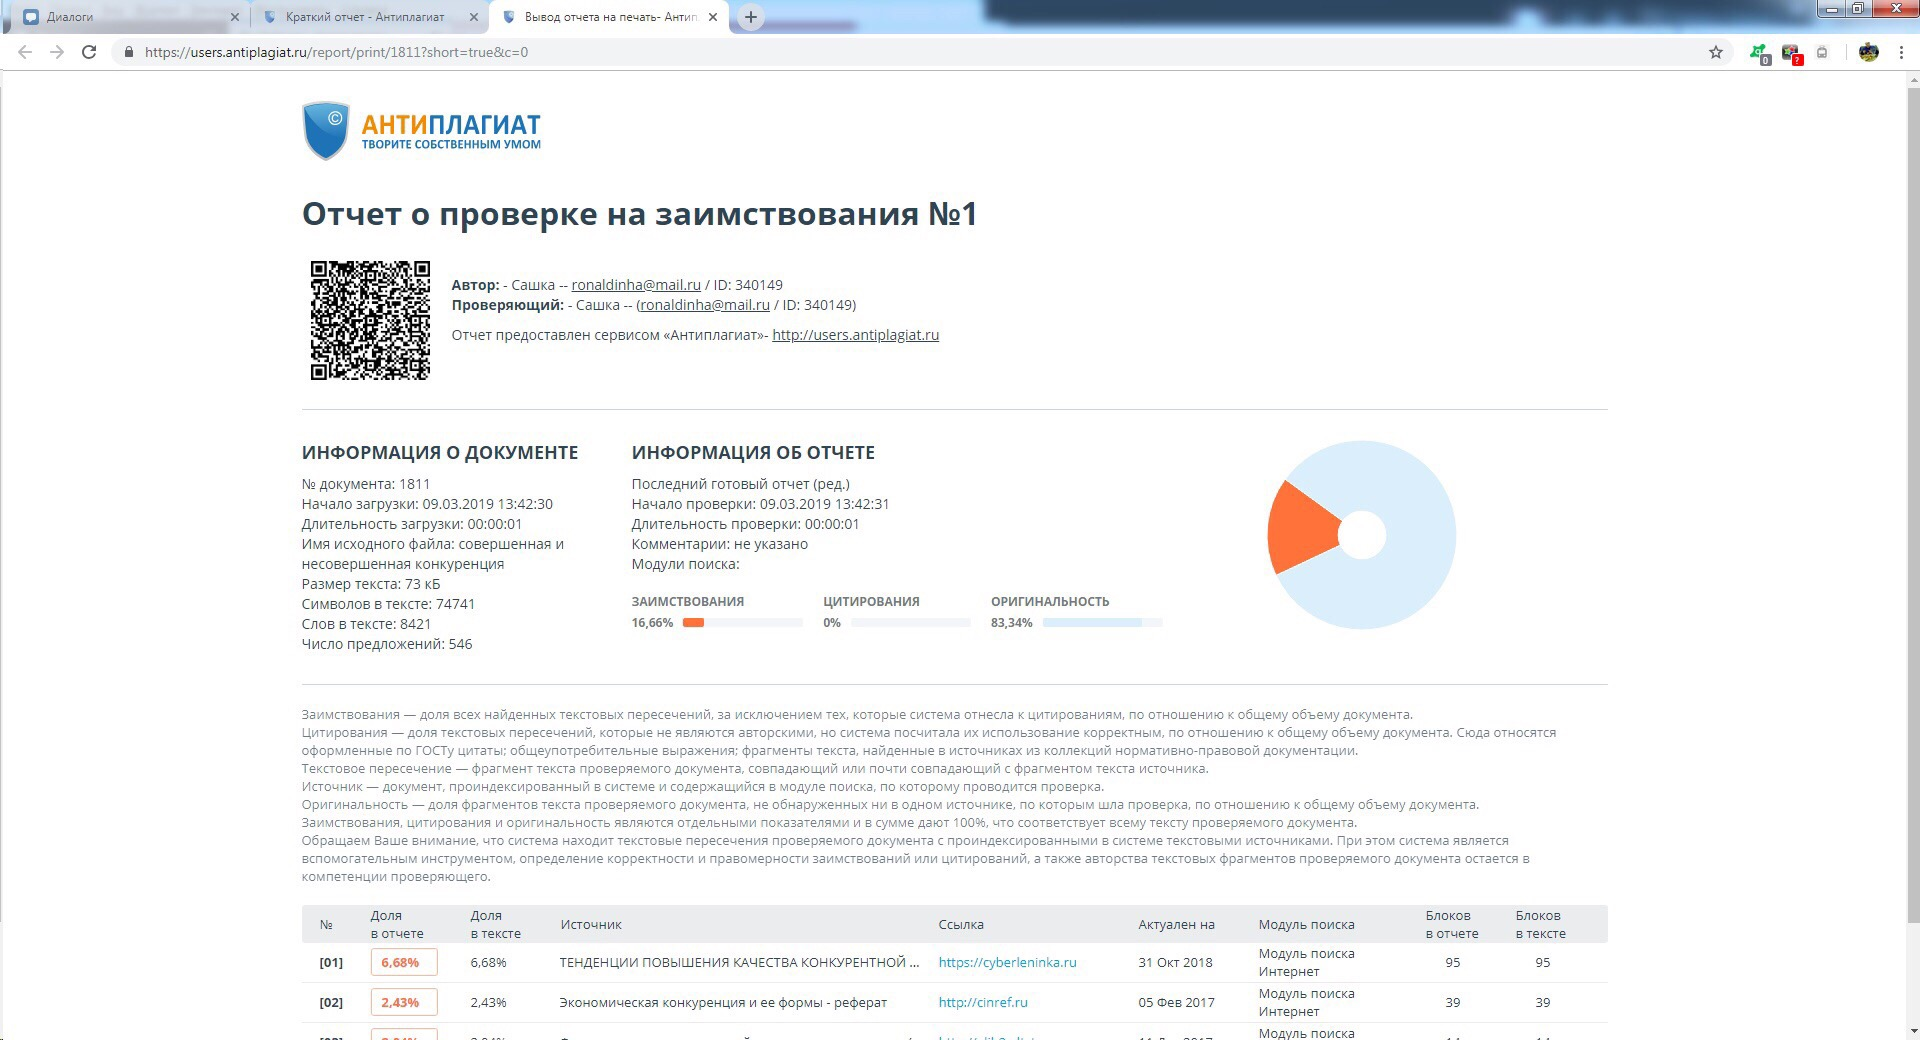 Диалоги
Краткий отчет - Антиплагиат
Вывод отчета на печать- Антип
https://users.antiplagiat.ru/report/print/1811?short=true&c=0
0
?
©
АНТИПЛАГИАТ
ТВОРИТЕ СОБСТВЕННЫМ УМОМ
Отчет о проверке на заимствования №1
Автор: - Сашка -- ronaldinha@mail.ru / ID: 340149
Проверяющий: - Сашка -- (ronaldinha@mail.ru / ID: 340149)
Отчет предоставлен сервисом «Антиплагиат»- http://users.antiplagiat.ru
ИНФОРМАЦИЯ О ДОКУМЕНТЕ
№ документа: 1811
Начало загрузки: 09.03.2019 13:42:30
Длительность загрузки: 00:00:01
Имя исходного файла: совершенная и
несовершенная конкуренция
Размер текста: 73 кБ
Символов в тексте: 74741
Слов в тексте: 8421
Число предложений: 546
ИНФОРМАЦИЯ ОБ ОТЧЕТЕ
Последний готовый отчет (ред.)
Начало проверки: 09.03.2019 13:42:31
Длительность проверки: 00:00:01
Комментарии: не указано
Модули поиска:
ЗАИМСТВОВАНИЯ ЦИТИРОВАНИЯ ОРИГИНАЛЬНОСТЬ
16,66% 0% 83,34%
Заимствования — доля всех найденных текстовых пересечений, за исключением тех, которые система отнесла к цитированиям, по отношению к общему объему документа.
Цитирования — доля текстовых пересечений, которые не являются авторскими, но система посчитала их использование корректным, по отношению к общему объему документа. Сюда относятся
оформленные по ГОСТу цитаты; общеупотребительные выражения; фрагменты текста, найденные в источниках из коллекций нормативно-правовой документации.
Текстовое пересечение — фрагмент текста проверяемого документа, совпадающий или почти совпадающий с фрагментом текста источника.
Источник — документ, проиндексированный в системе и содержащийся в модуле поиска, по которому проводится проверка.
Оригинальность — доля фрагментов текста проверяемого документа, не обнаруженных ни в одном источнике, по которым шла проверка, по отношению к общему объему документа.
Заимствования, цитирования и оригинальность являются отдельными показателями и в сумме дают 100%, что соответствует всему тексту проверяемого документа.
Обращаем Ваше внимание, что система находит текстовые пересечения проверяемого документа с проиндексированными в системе текстовыми источниками. При этом система является
вспомогательным инструментом, определение корректности и правомерности заимствований или цитирований, а также авторства текстовых фрагментов проверяемого документа остается в
компетенции проверяющего.
№ Доля в отчете Доля в тексте Источник Ссылка Актуален на Модуль поиска Блоков в отчете Блоков в тексте
[01] 6,68% 6,68% ТЕНДЕНЦИИ ПОВЫШЕНИЯ КАЧЕСТВА КОНКУРЕНТНОЙ ... https://cyberleninka.ru 31 Окт 2018 Модуль поиска Интернет 95 95
[02] 2,43% 2,43% Экономическая конкуренция и ее формы - реферат http://cinref.ru 05 Фев 2017 Модуль поиска Интернет 39 39
Модуль поиска